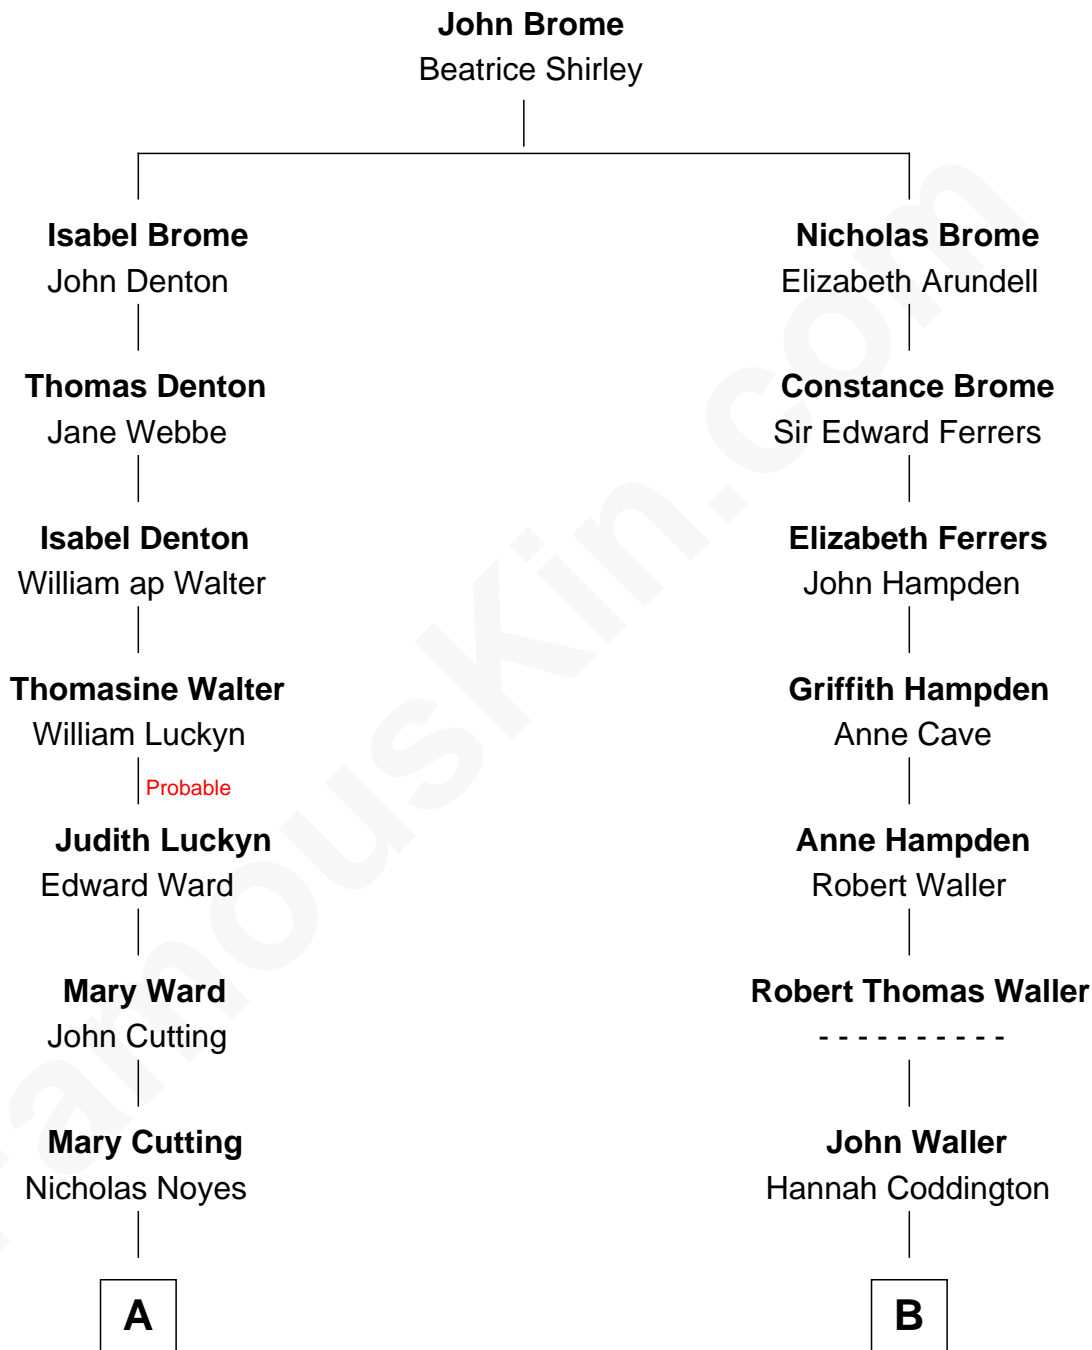 John Brome
Beatrice Shirley
Isabel Brome
John Denton
Nicholas Brome
Elizabeth Arundell
Thomas Denton
Jane Webbe
Constance Brome
Sir Edward Ferrers
Isabel Denton
William ap Walter
Elizabeth Ferrers
John Hampden
Thomasine Walter
William Luckyn
Griffith Hampden
Anne Cave
Probable
Judith Luckyn
Edward Ward
Anne Hampden
Robert Waller
Mary Ward
John Cutting
Robert Thomas Waller
- - - - - - - - - -
Mary Cutting
Nicholas Noyes
John Waller
Hannah Coddington
A
B
FamousKin.com